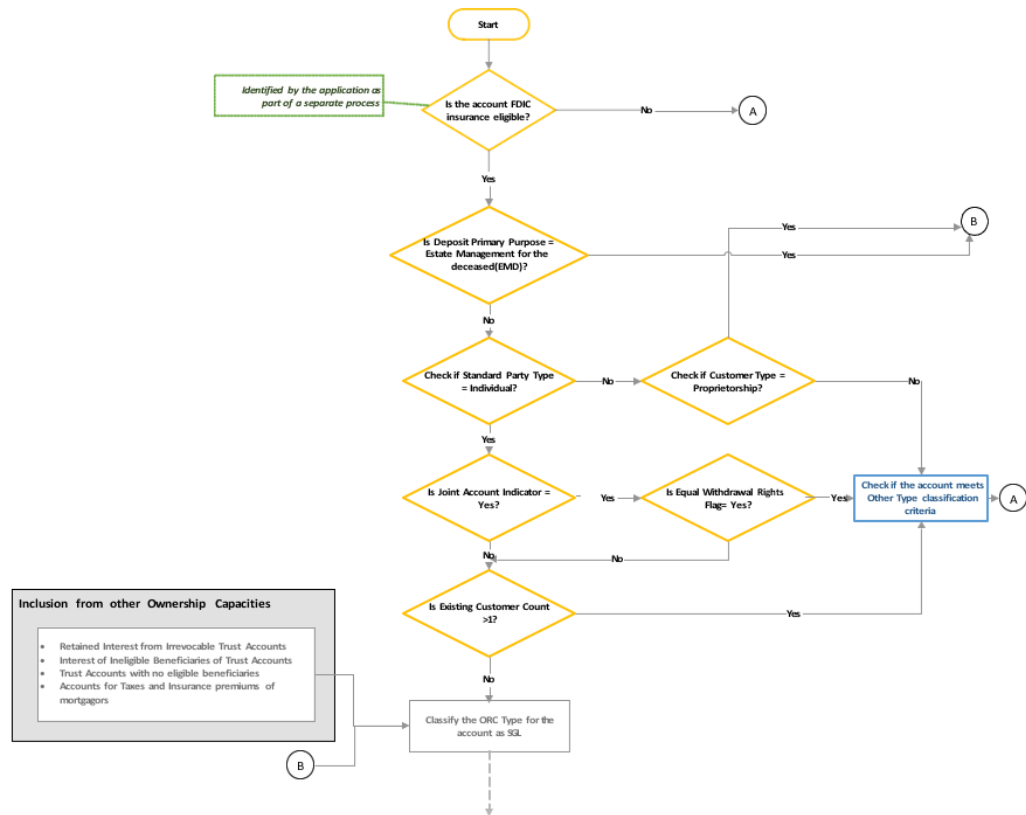 Start
Identified by the application as
part of a separate process
Is the account FDIC
insurance eligible?
No
A
Yes
Is Deposit Primary Purpose =
Estate Management for the
deceased(EMD)?
Yes
Yes
B
No
Check if Standard Party Type
= Individual?
No
Check if Customer Type =
Proprietorship?
No
Yes
Is Joint Account Indicator =
Yes?
Yes
Is Equal Withdrawal Rights
Flag= Yes?
Yes
Check if the account meets
Other Type classification
criteria
A
No
No
Is Existing Customer Count
>1?
Yes
No
Inclusion from other Ownership Capacities
• Retained Interest from Irrevocable Trust Accounts
• Interest of Ineligible Beneficiaries of Trust Accounts
• Trust Accounts with no eligible beneficiaries
• Accounts for Taxes and Insurance premiums of
mortgagors
Classify the ORC Type for the
account as SGL
B